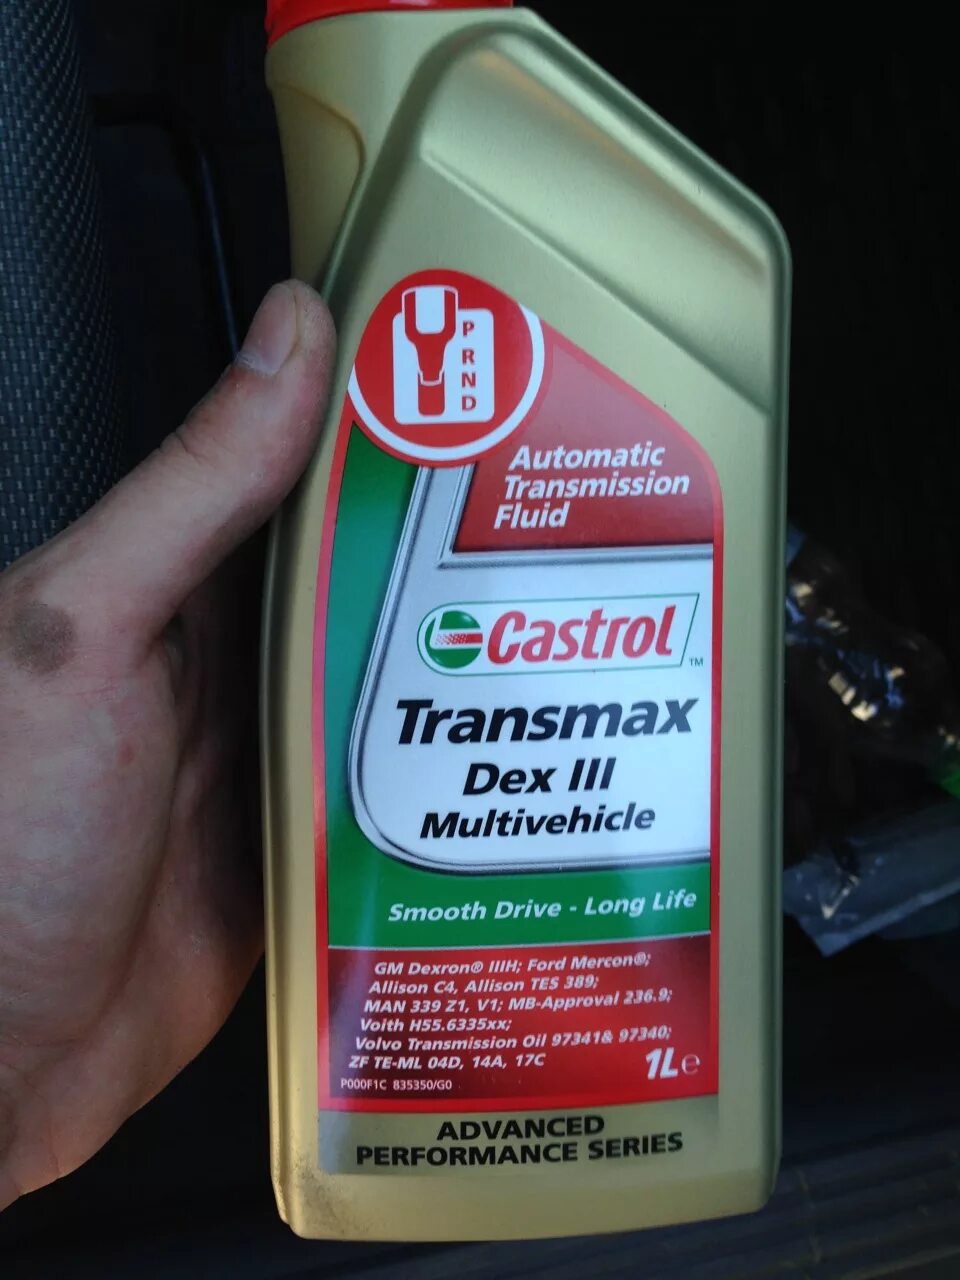 P
R
N
D
Automatic
Transmission
Fluid
Castrol™
Transmax
Dex III
Multivehicle
Smooth Drive - Long Life
GM Dexron® IIIH; Ford Mercon®;
Allison C4, Allison TES 389;
MAN 339 Z1, V1; MB-Approval 236.9;
Voith H55.6335xx;
Volvo Transmission Oil 97341& 97340;
ZF TE-ML 04D, 14A, 17C
1L e
P000F1C 835350/G0
ADVANCED
PERFORMANCE SERIES